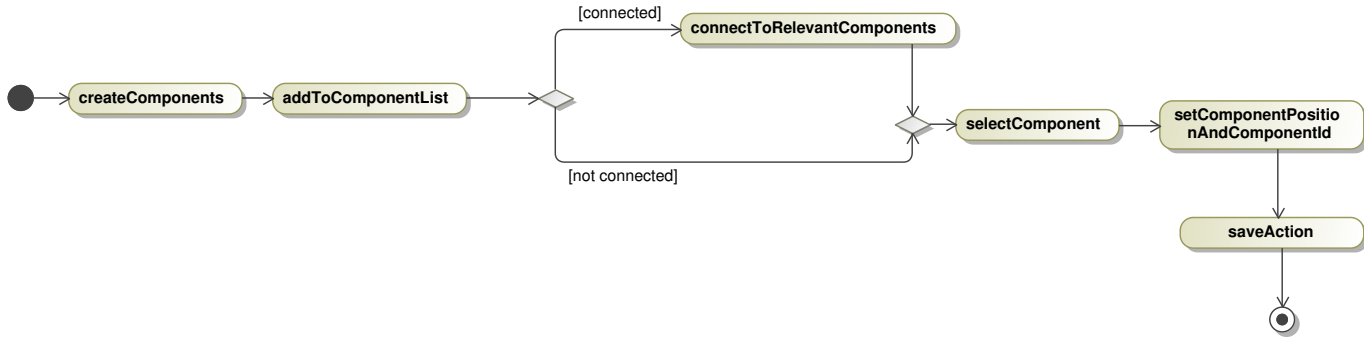 [connected]
connectToRelevantComponents
createComponents
addToComponentList
selectComponent
setComponentPositio
nAndComponentId
[not connected]
saveAction